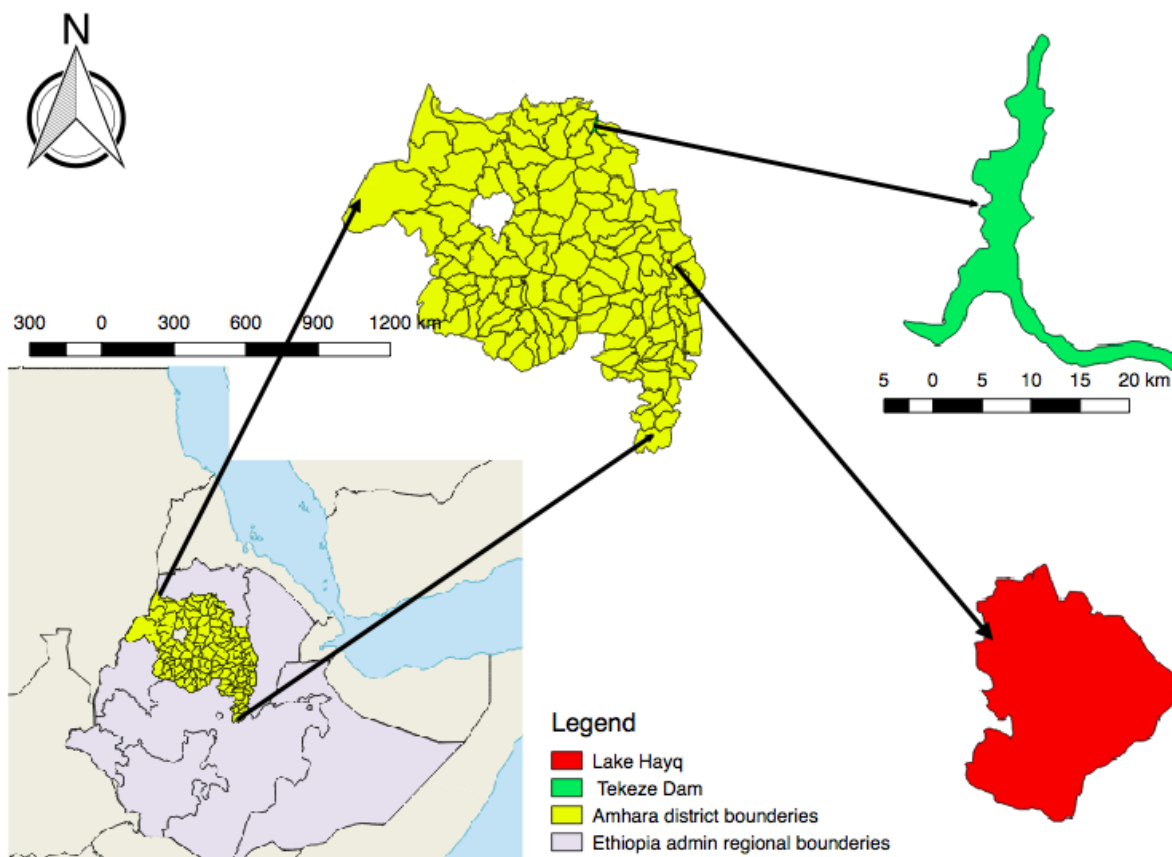 N
300 0 300 600 900 1200 km
5 0 5 10 15 20 km
Legend
Lake Hayq
Tekeze Dam
Amhara district bounderies
Ethiopia admin regional bounderies